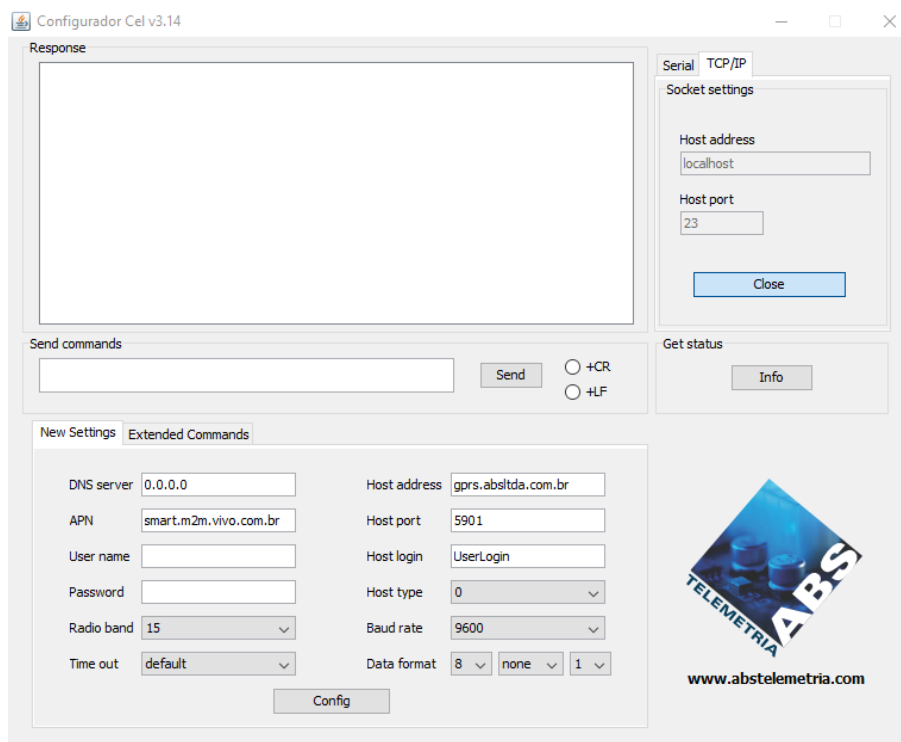 Configurador Cel v3.14
Response
Serial TCP/IP
Socket settings
Host address
localhost
Host port
23
Close
Send commands
Send
+CR
+LF
Get status
Info
New Settings Extended Commands
DNS server 0.0.0.0 Host address gprs.absltda.com.br
APN smart.m2m.vivo.com.br Host port 5901
User name Host login UserLogin
Password Host type 0
Radio band 15 Baud rate 9600
Time out default Data format 8 none 1
Config
ABS
TELEMETRIA
www.abstelemetria.com